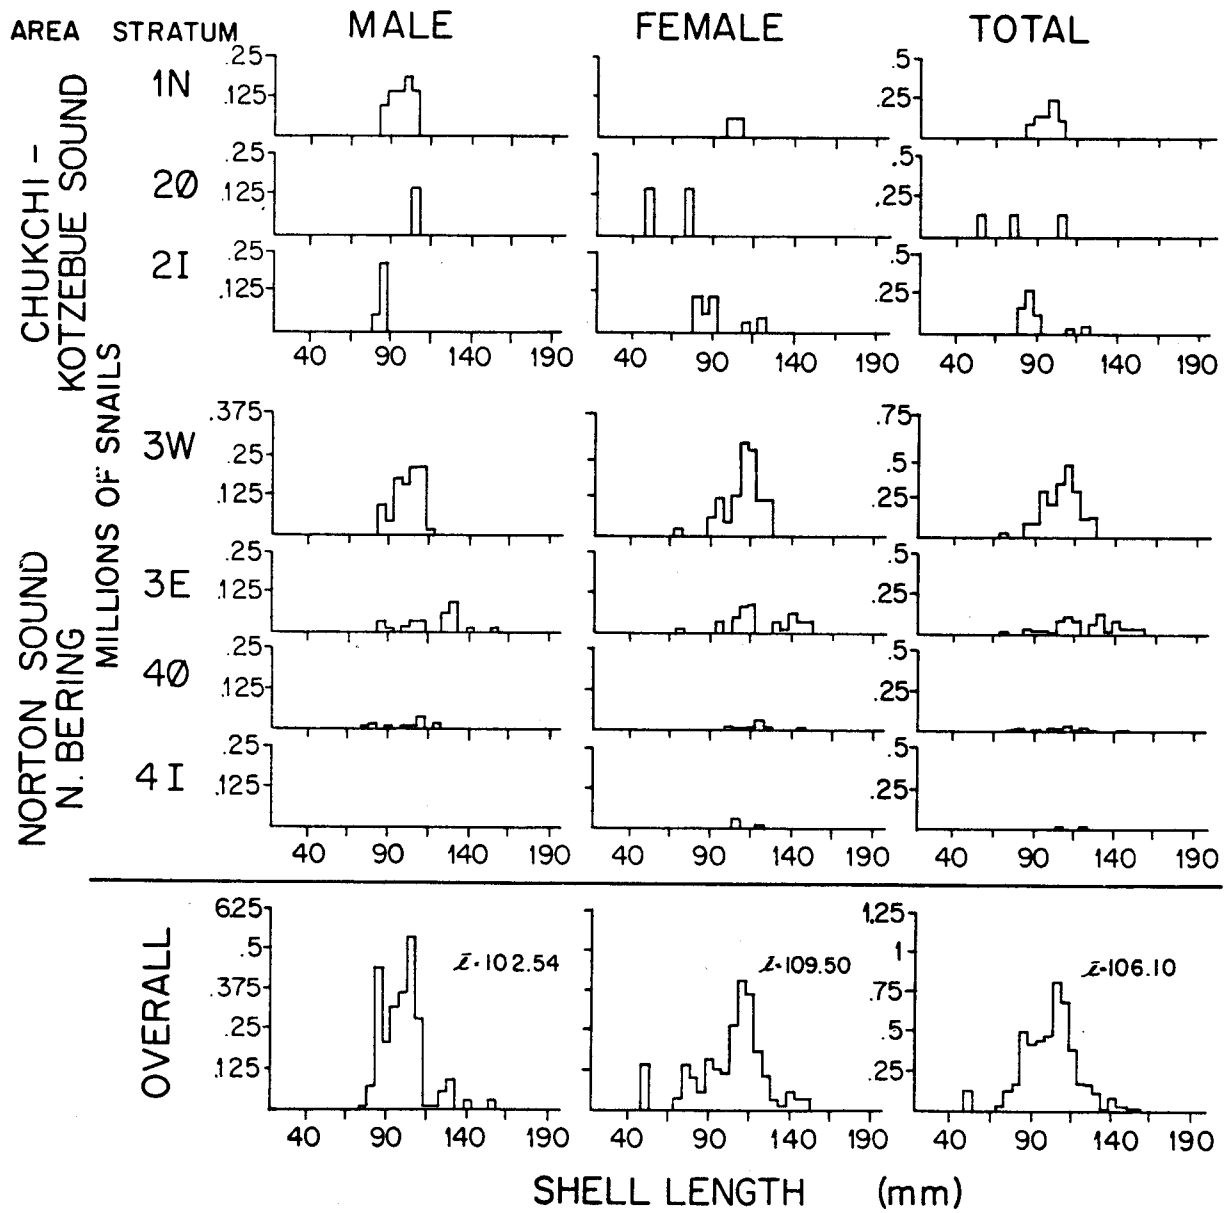 AREA STRATUM MALE FEMALE TOTAL
CHUKCHI -
KOTZEBUE SOUND
NORTON SOUND
N. BERING
MILLIONS OF SNAILS
1N
.25
.125
.5
.25
2Ø
.25
.125
.5
.25
2I
.25
.125
.5
.25
40 90 140 190 40 90 140 190 40 90 140 190
3W
.375
.25
.125
.75
.5
.25
3E
.25
.125
.5
.25
4Ø
.25
.125
.5
.25
4I
.25
.125
.5
.25
40 90 140 190 40 90 140 190 40 90 140 190
OVERALL
.625
.5
.375
.25
.125
1.25
1
.75
.5
.25
l̄=102.54
l̄=109.50
l̄=106.10
40 90 140 190 40 90 140 190 40 90 140 190
SHELL LENGTH (mm)